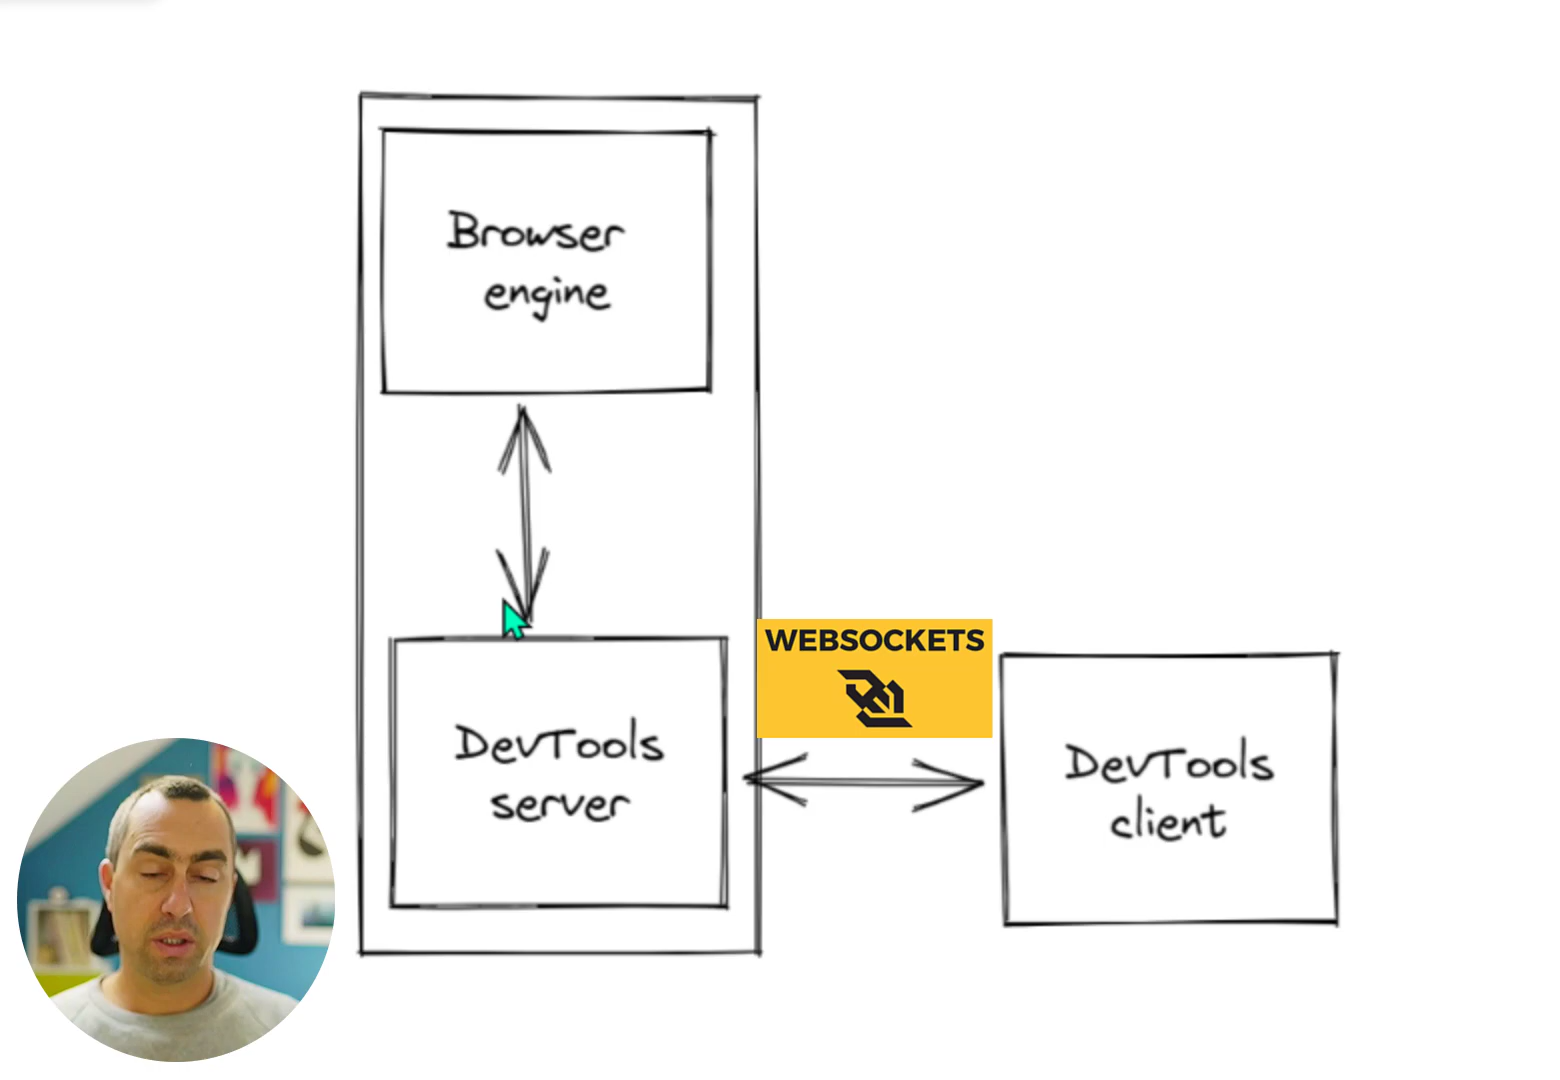 Browser
engine
WEBSOCKETS
DevTools
server
DevTools
client